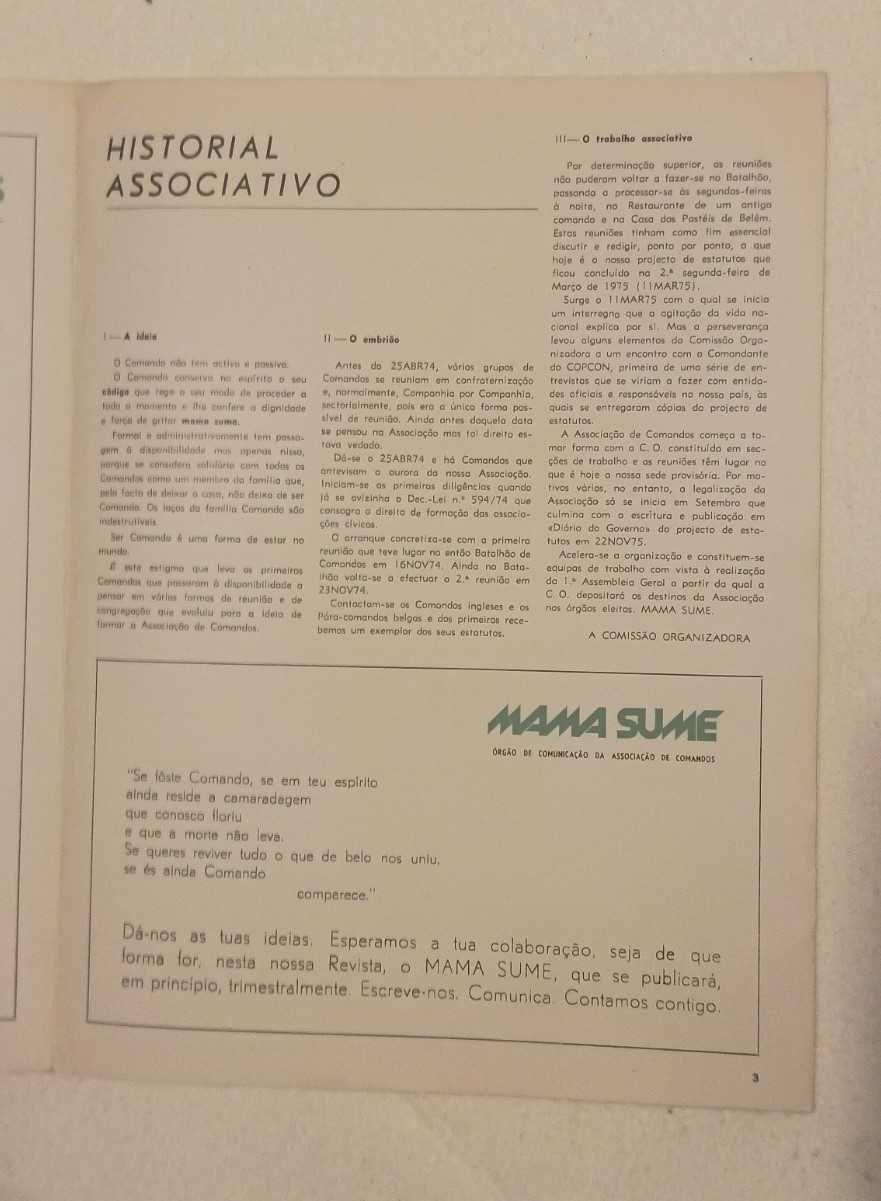 HISTORIAL
ASSOCIATIVO
I — A ideia
O Comando não tem activo e passivo.
O Comando conserva no espírito o seu
código que rege o seu modo de proceder a
todo o momento e lhe confere a dignidade
e força de gritar mama sume.
Formal e administrativamente tem passa-
gem à disponibilidade mas apenas nisso,
porque se considera solidário com todos os
Comandos como um membro da família que,
pelo facto de deixar a casa, não deixa de ser
Comando. Os laços da família Comando são
indestrutíveis.
Ser Comando é uma forma de estar no
mundo.
É este estigma que leva os primeiros
Comandos que passaram à disponibilidade a
pensar em várias formas de reunião e de
congregação que evoluiu para a ideia de
formar a Associação de Comandos.
II — O embrião
Antes do 25ABR74, vários grupos de
Comandos se reuniam em confraternização
e, normalmente, Companhia por Companhia,
sectorialmente, pois era a única forma pos-
sível de reunião. Ainda antes daquela data
se pensou na Associação mas tal direito es-
tava vedado.
Dá-se o 25ABR74 e há Comandos que
antevisam a aurora da nossa Associação.
Iniciam-se as primeiras diligências quando
já se avizinha o Dec.-Lei n.º 594/74 que
consagra o direito de formação das associa-
ções cívicas.
O arranque concretiza-se com a primeira
reunião que teve lugar no então Batalhão de
Comandos em 16NOV74. Ainda no Bata-
lhão volta-se a efectuar a 2.ª reunião em
23NOV74.
Contactam-se os Comandos ingleses e os
Pára-comandos belgas e dos primeiros rece-
bemos um exemplar dos seus estatutos.
III — O trabalho associativo
Por determinação superior, as reuniões
não puderam voltar a fazer-se no Batalhão,
passando a processar-se às segundas-feiras
à noite, no Restaurante de um antigo
comando e na Casa dos Pastéis de Belém.
Estas reuniões tinham como fim essencial
discutir e redigir, ponto por ponto, o que
hoje é o nosso projecto de estatutos que
ficou concluído na 2.ª segunda-feira de
Março de 1975 (11MAR75).
Surge o 11MAR75 com o qual se inicia
um interregno que a agitação da vida na-
cional explica por si. Mas a perseverança
levou alguns elementos da Comissão Orga-
nizadora a um encontro com o Comandante
do COPCON, primeira de uma série de en-
trevistas que se viriam a fazer com entida-
des oficiais e responsáveis no nosso país, às
quais se entregaram cópias do projecto de
estatutos.
A Associação de Comandos começa a to-
mar forma com a C. O. constituída em sec-
ções de trabalho e as reuniões têm lugar no
que é hoje a nossa sede provisória. Por mo-
tivos vários, no entanto, a legalização da
Associação só se inicia em Setembro que
culmina com a escritura e publicação em
«Diário do Governo» do projecto de esta-
tutos em 22NOV75.
Acelera-se a organização e constituem-se
equipas de trabalho com vista à realização
da 1.ª Assembleia Geral a partir da qual a
C. O. depositará os destinos da Associação
nos órgãos eleitos. MAMA SUME.
A COMISSÃO ORGANIZADORA
MAMA SUME
ÓRGÃO DE COMUNICAÇÃO DA ASSOCIAÇÃO DE COMANDOS
"Se fôste Comando, se em teu espírito
ainda reside a camaradagem
que conosco floriu
e que a morte não leva.
Se queres reviver tudo o que de belo nos uniu,
se és ainda Comando
comparece."
Dá-nos as tuas ideias. Esperamos a tua colaboração, seja de que
forma for, nesta nossa Revista, o MAMA SUME, que se publicará,
em princípio, trimestralmente. Escreve-nos. Comunica. Contamos contigo.
3